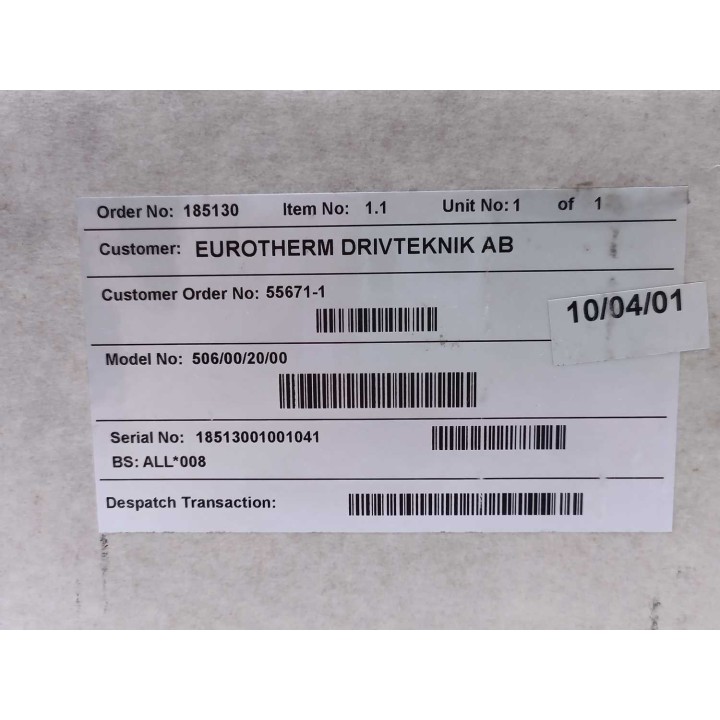 Order No: 185130 Item No: 1.1 Unit No: 1 of 1
Customer: EUROTHERM DRIVTEKNIK AB
Customer Order No: 55671-1
10/04/01
Model No: 506/00/20/00
Serial No: 18513001001041
BS: ALL*008
Despatch Transaction: